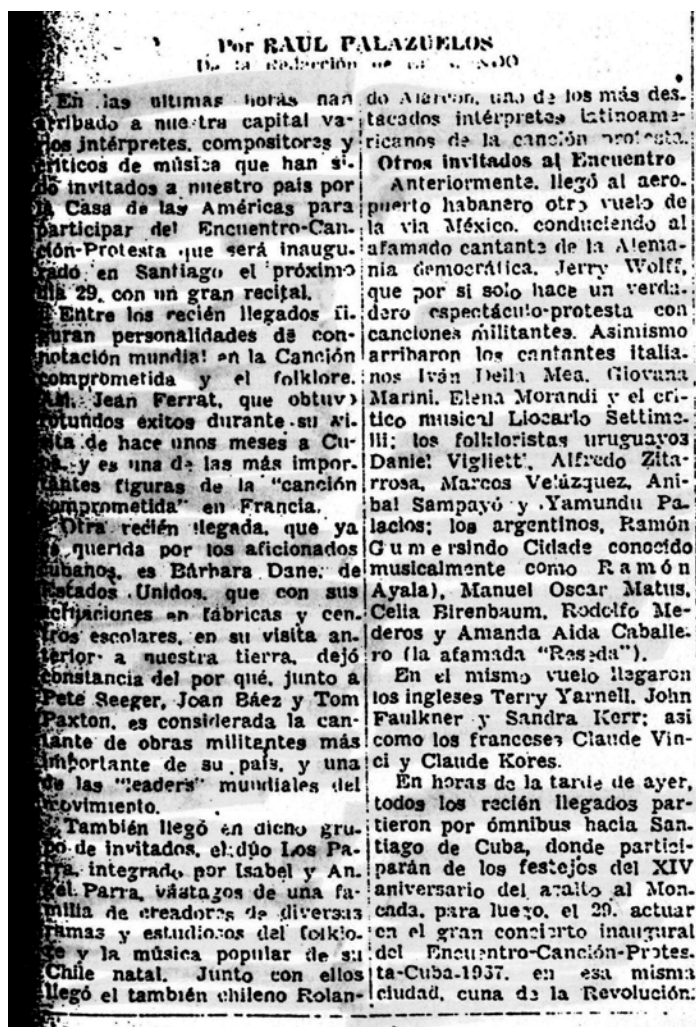 Por RAUL PALAZUELOS
De la Redacción de
En las ultimas horas han
arribado a nuestra capital va-
rios intérpretes, compositores y
críticos de música que han si-
do invitados a nuestro país por
la Casa de las Américas para
participar del Encuentro-Can-
ción-Protesta que será inaugu-
rado en Santiago el próximo
día 29, con un gran recital.
Entre los recién llegados fi-
guran personalidades de con-
notación mundial en la Canción
comprometida y el folklore.
Jean Ferrat, que obtuvo
rotundos éxitos durante su vi-
sita de hace unos meses a Cu-
ba, y es una de las más impor-
tantes figuras de la "canción
comprometida" en Francia.
Otra recién llegada, que ya
es querida por los aficionados
cubanos, es Bárbara Dane, de
Estados Unidos, que con sus
actuaciones en fábricas y cen-
tros escolares, en su visita an-
terior a nuestra tierra, dejó
constancia del por qué, junto a
Pete Seeger, Joan Báez y Tom
Paxton, es considerada la can-
tante de obras militantes más
importante de su país, y una
de las "leaders" mundiales del
movimiento.
También llegó en dicho gru-
po de invitados, el dúo Los Pa-
rra, integrado por Isabel y An-
gel Parra, vástagos de una fa-
milia de creadores de diversas
ramas y estudiosos del folklo-
re y la música popular de su
Chile natal. Junto con ellos
llegó el también chileno Rolan-
do Alarcón, uno de los más des-
tacados intérpretes latinoame-
ricanos de la canción protesta.
Otros invitados al Encuentro
Anteriormente, llegó al aero-
puerto habanero otro vuelo de
la vía México, conduciendo al
afamado cantante de la Alema-
nia democrática, Jerry Wolff,
que por si solo hace un verda-
dero espectáculo-protesta con
canciones militantes. Asimismo
arribaron los cantantes italia-
nos Iván Della Mea, Giovana
Marini, Elena Morandi y el crí-
tico musical Liocarlo Settime-
lli; los folkloristas uruguayos
Daniel Vigliett', Alfredo Zita-
rrosa, Marcos Velázquez, Aní-
bal Sampayó y Yamundu Pa-
lacios; los argentinos, Ramón
Gumersindo Cidade conocido
musicalmente como Ramón
Ayala), Manuel Oscar Matus,
Celia Birenbaum, Rodolfo Me-
deros y Amanda Aida Caballe-
ro (la afamada "Reseda").
En el mismo vuelo llegaron
los ingleses Terry Yarnell, John
Faulkner y Sandra Kerr; así
como los franceses Claude Vin-
ci y Claude Kores.
En horas de la tarde de ayer,
todos los recién llegados par-
tieron por ómnibus hacia San-
tiago de Cuba, donde partici-
parán de los festejos del XIV
aniversario del asalto al Mon-
cada, para luego, el 29, actuar
en el gran concierto inaugural
del Encuentro-Canción-Protes-
ta-Cuba-1967, en esa misma
ciudad, cuna de la Revolución.